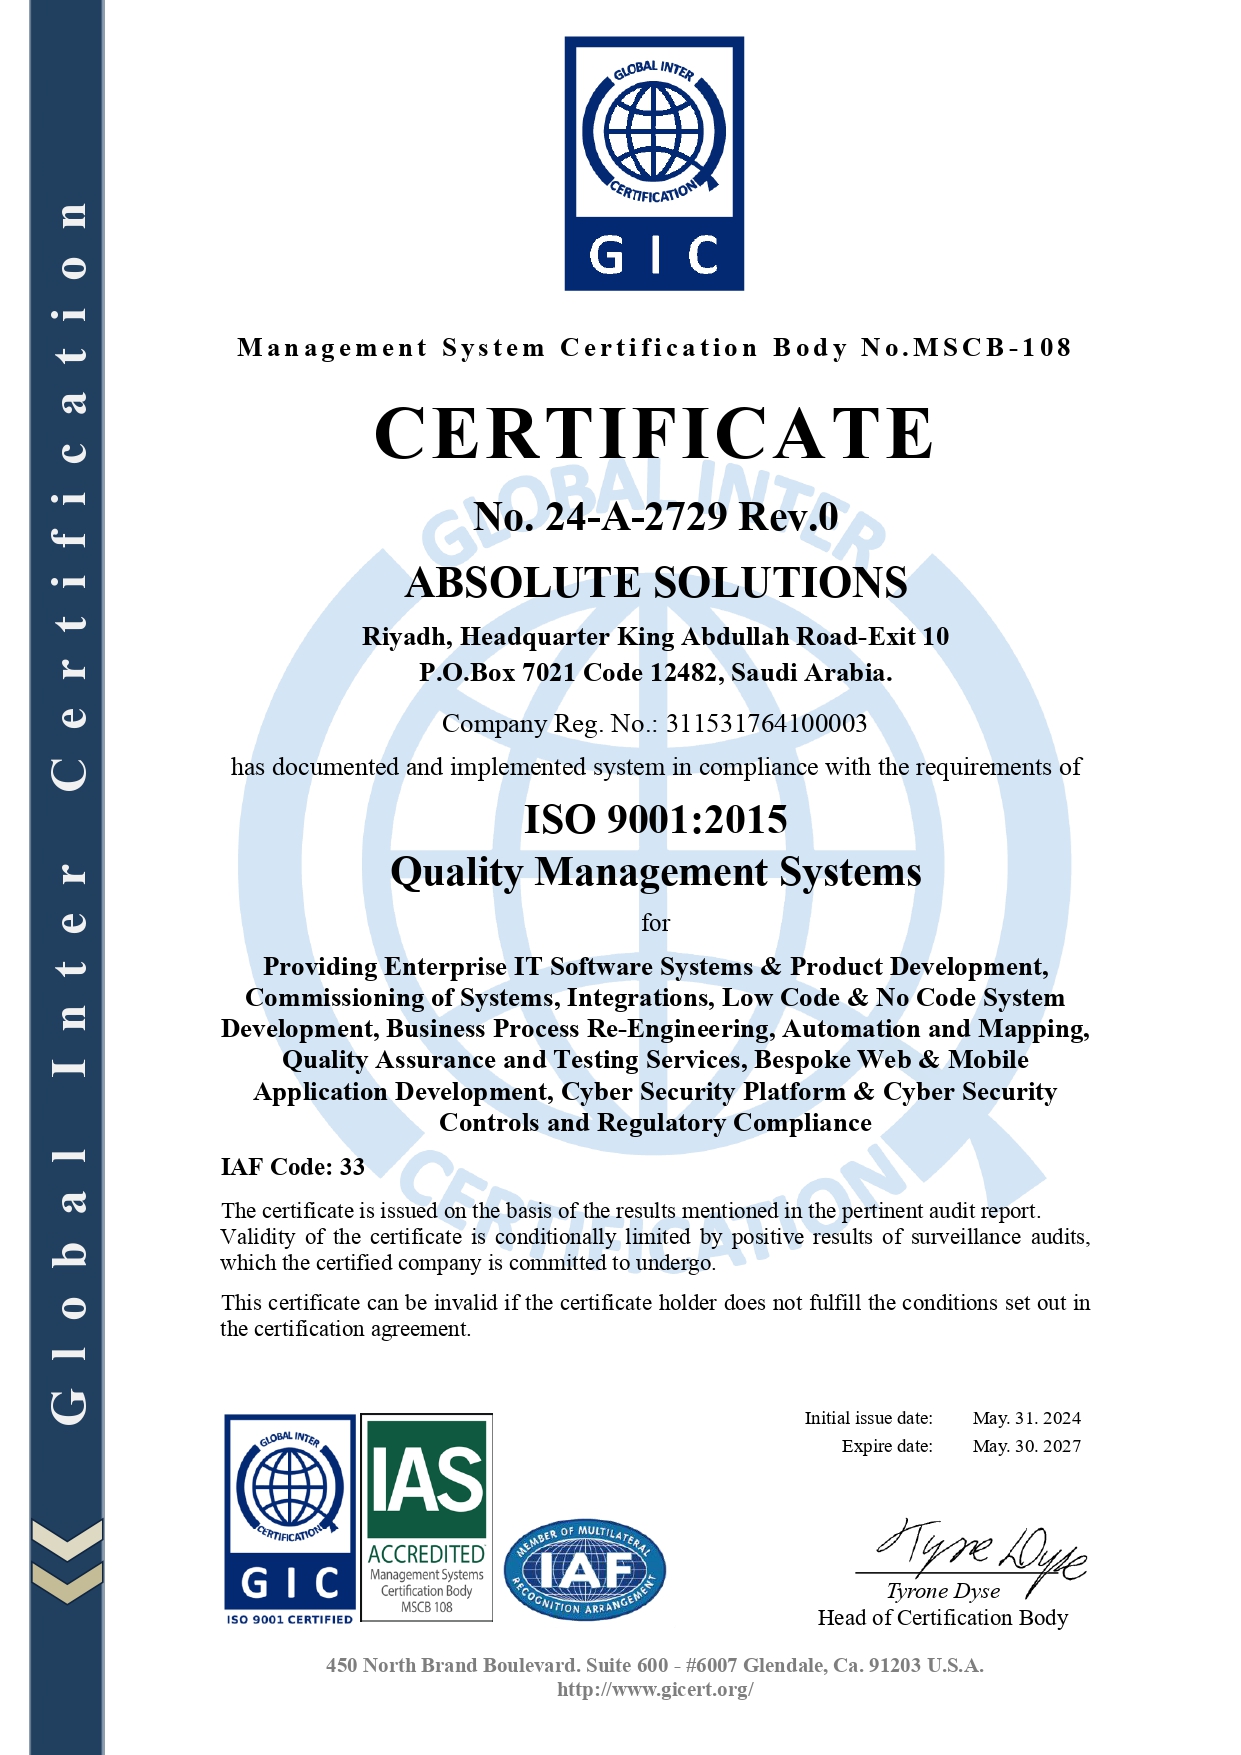 Global Inter Certification
GLOBAL INTER
CERTIFICATION
GIC
Management System Certification Body No.MSCB-108
CERTIFICATE
GLOBAL INTER
No. 24-A-2729 Rev.0
ABSOLUTE SOLUTIONS
Riyadh, Headquarter King Abdullah Road-Exit 10
P.O.Box 7021 Code 12482, Saudi Arabia.
Company Reg. No.: 311531764100003
has documented and implemented system in compliance with the requirements of
ISO 9001:2015
Quality Management Systems
for
Providing Enterprise IT Software Systems & Product Development,
Commissioning of Systems, Integrations, Low Code & No Code System
Development, Business Process Re-Engineering, Automation and Mapping,
Quality Assurance and Testing Services, Bespoke Web & Mobile
Application Development, Cyber Security Platform & Cyber Security
Controls and Regulatory Compliance
CERTIFICATION
IAF Code: 33
The certificate is issued on the basis of the results mentioned in the pertinent audit report.
Validity of the certificate is conditionally limited by positive results of surveillance audits,
which the certified company is committed to undergo.
This certificate can be invalid if the certificate holder does not fulfill the conditions set out in
the certification agreement.
Initial issue date: May. 31. 2024
Expire date: May. 30. 2027
GLOBAL INTER
CERTIFICATION
GIC
ISO 9001 CERTIFIED
IAS
ACCREDITED
Management Systems
Certification Body
MSCB 108
MEMBER OF MULTILATERAL
IAF
RECOGNITION ARRANGEMENT
Tyrone Dyse
Tyrone Dyse
Head of Certification Body
450 North Brand Boulevard. Suite 600 - #6007 Glendale, Ca. 91203 U.S.A.
http://www.gicert.org/